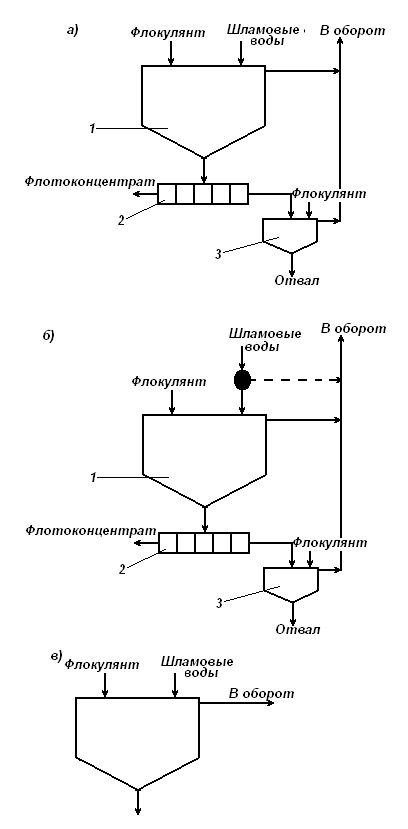 а)
Флокулянт
Шламовые
воды
В оборот
1
Флотоконцентрат
Флокулянт
2
3
Отвал
б)
Шламовые
воды
В оборот
Флокулянт
1
Флотоконцентрат
Флокулянт
2
3
Отвал
в)
Флокулянт
Шламовые
воды
В оборот